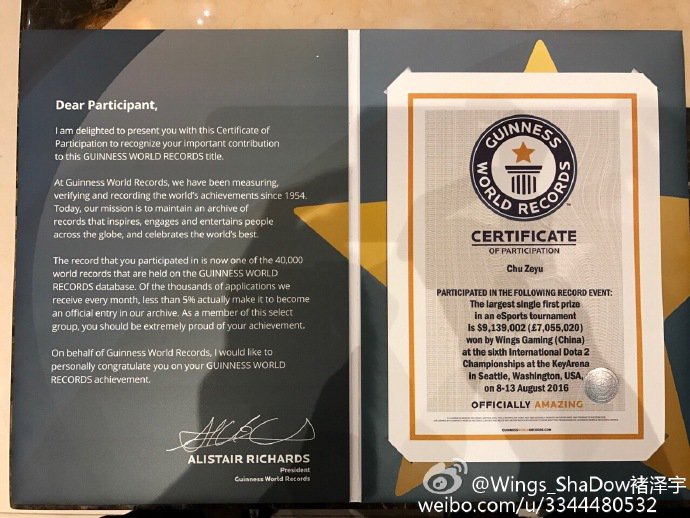 Dear Participant,
I am delighted to present you with this Certificate of
Participation to recognize your important contribution
to this GUINNESS WORLD RECORDS title.
At Guinness World Records, we have been measuring,
verifying and recording the world's achievements since 1954.
Today, our mission is to maintain an archive of
records that inspires, engages and entertains people
across the globe, and celebrates the world's best.
The record that you participated in is now one of the 40,000
world records that are held on the GUINNESS WORLD
RECORDS database. Of the thousands of applications we
receive every month, less than 5% actually make it to become
an official entry in our archive. As a member of this select
group, you should be extremely proud of your achievement.
On behalf of Guinness World Records, I would like to
personally congratulate you on your GUINNESS WORLD
RECORDS achievement.
ALISTAIR RICHARDS
President
Guinness World Records
GUINNESS
WORLD RECORDS
TM
CERTIFICATE
OF PARTICIPATION
Chu Zeyu
PARTICIPATED IN THE FOLLOWING RECORD EVENT:
The largest single first prize
in an eSports tournament
is $9,139,002 (£7,055,020)
won by Wings Gaming (China)
at the sixth International Dota 2
Championships at the KeyArena
in Seattle, Washington, USA,
on 8-13 August 2016
OFFICIALLY AMAZING
GUINNESSWORLDRECORDS.COM
@Wings_ShaDow褚泽宇
weibo.com/u/3344480532